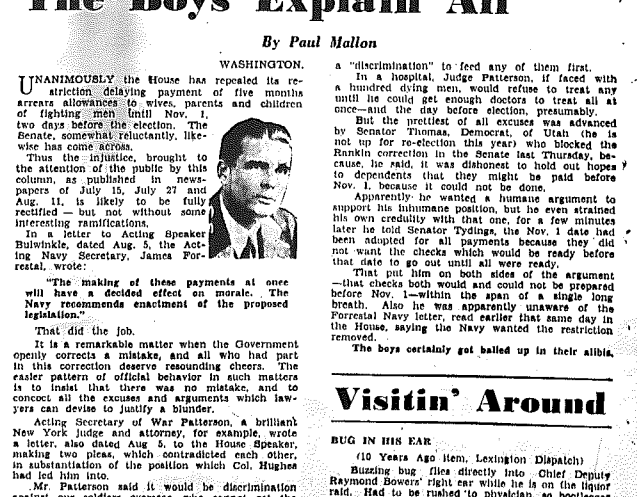 The Boys Explain All
By Paul Mallon
WASHINGTON.
UNANIMOUSLY the House has repealed its re-
striction delaying payment of five months
arrears allowances to wives, parents and children
of fighting men until Nov. 1,
two days before the election. The
Senate, somewhat reluctantly, like-
wise has come across.
Thus the injustice, brought to
the attention of the public by this
column, as published in news-
papers of July 15, July 27 and
Aug. 11, is likely to be fully
rectified — but not without some
interesting ramifications.
In a letter to Acting Speaker
Bulwinkle, dated Aug. 5, the Act-
ing Navy Secretary, James For-
restal, wrote:
"The making of these payments at once
will have a decided effect on morale. The
Navy recommends enactment of the proposed
legislation."
That did the job.
It is a remarkable matter when the Government
openly corrects a mistake, and all who had part
in this correction deserve resounding cheers. The
easier pattern of official behavior in such matters
is to insist that there was no mistake, and to
concoct all the excuses and arguments which law-
yers can devise to justify a blunder.
Acting Secretary of War Patterson, a brilliant
New York judge and attorney, for example, wrote
a letter, also dated Aug. 5, to the House Speaker,
making two pleas, which contradicted each other,
in substantiation of the position which Col. Hughes
had led him into.
Mr. Patterson said it would be discrimination
a "discrimination" to feed any of them first.
In a hospital, Judge Patterson, if faced with
a hundred dying men, would refuse to treat any
until he could get enough doctors to treat all at
once—and the day before election, presumably.
But the prettiest of all excuses was advanced
by Senator Thomas, Democrat, of Utah (he is
not up for re-election this year) who blocked the
Rankin correction in the Senate last Thursday, be-
cause, he said, it was dishonest to hold out hopes
to dependents that they might be paid before
Nov. 1, because it could not be done.
Apparently he wanted a humane argument to
support his inhumane position, but he even strained
his own credulity with that one for a few minutes
later he told Senator Tydings, the Nov. 1 date had
been adopted for all payments because they did
not want the checks which would be ready before
that date to go out until all were ready.
That put him on both sides of the argument
—that checks both would and could not be prepared
before Nov. 1—within the span of a single long
breath. Also he was apparently unaware of the
Forrestal Navy letter, read earlier that same day in
the House, saying the Navy wanted the restriction
removed.
The boys certainly got balled up in their alibis.
Visitin' Around
BUG IN HIS EAR
(10 Years Ago Item, Lexington Dispatch)
Buzzing bug flies directly into Chief Deputy
Raymond Bowers' right ear while he is on the liquor
raid. Had to be rushed to physician